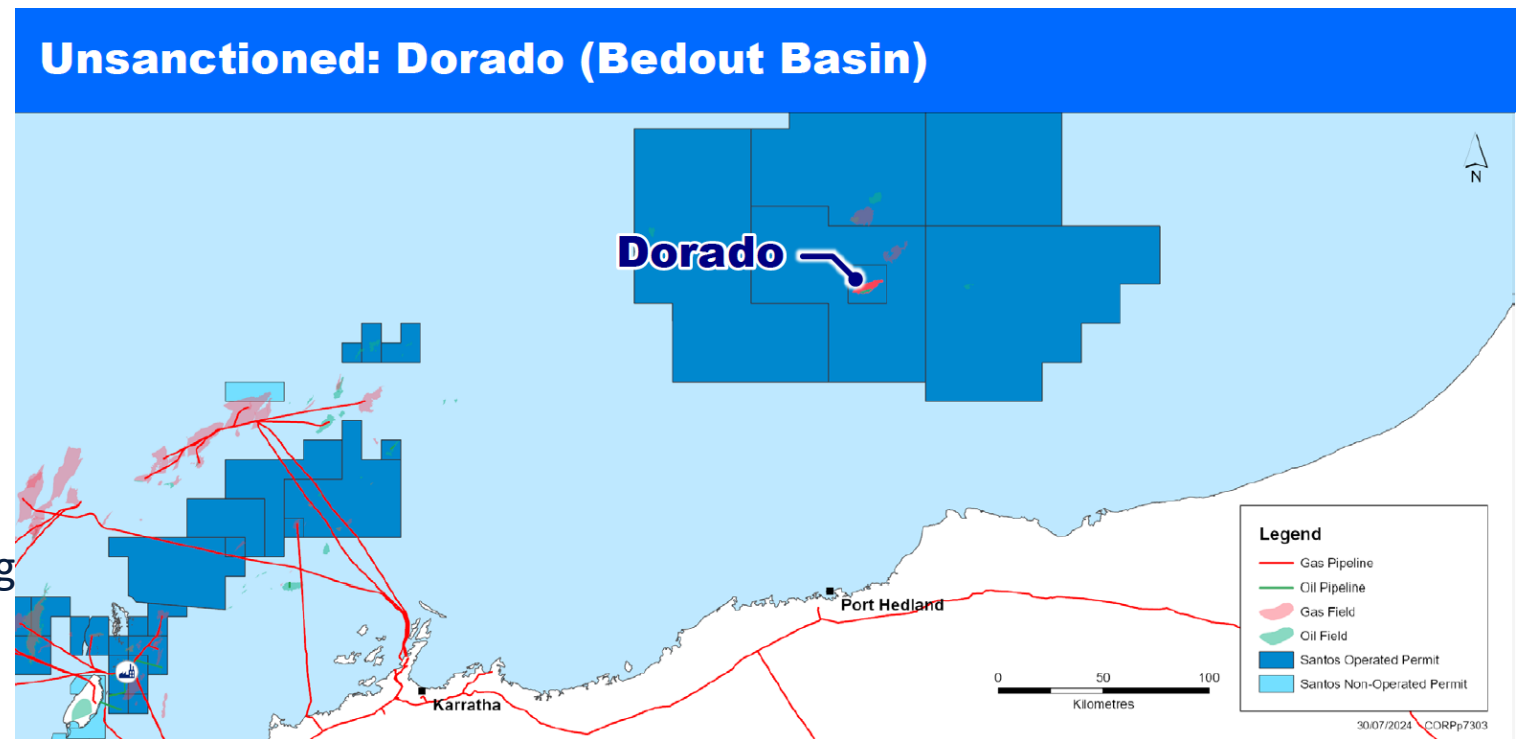 Unsanctioned: Dorado (Bedout Basin)
N
Dorado
g
Port Hedland
Karratha
0 50 100
Kilometres
Legend
Gas Pipeline
Oil Pipeline
Gas Field
Oil Field
Santos Operated Permit
Santos Non-Operated Permit
30/07/2024 CORPp7303